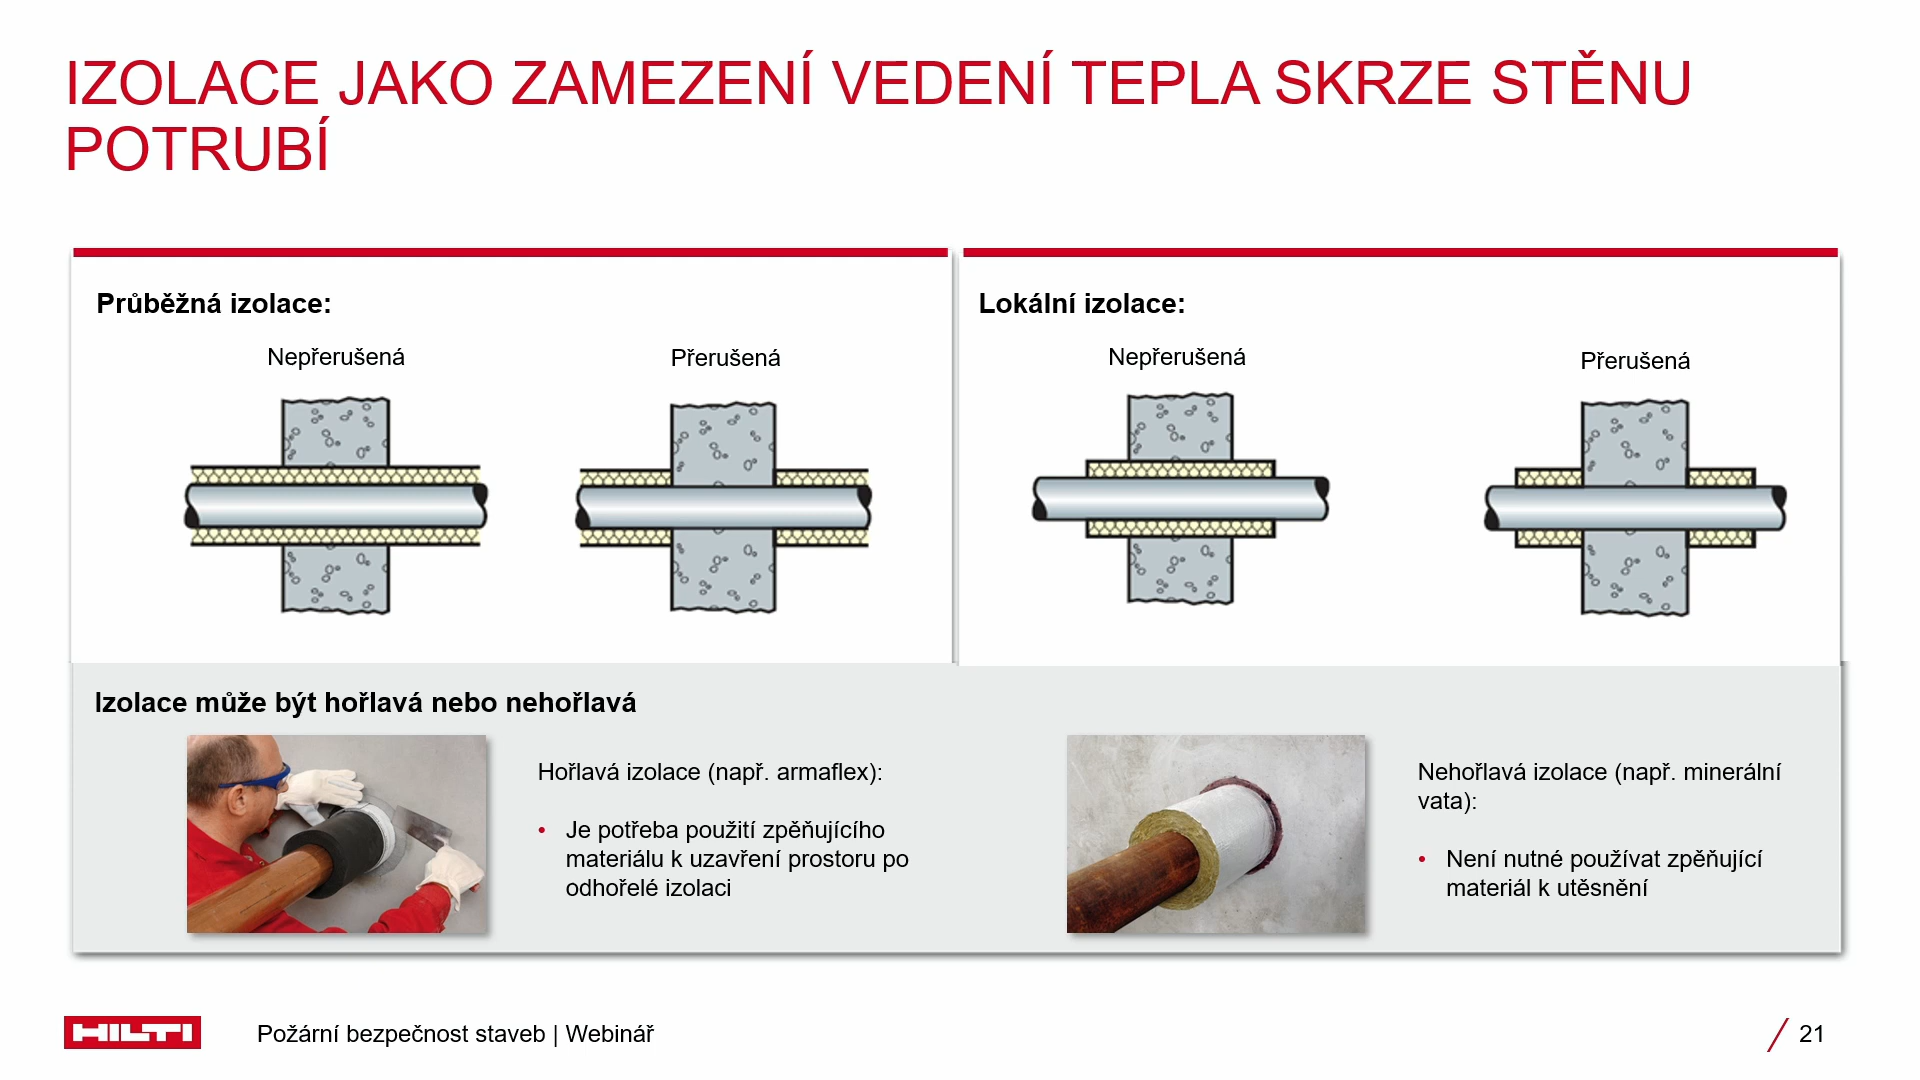 IZOLACE JAKO ZAMEZENÍ VEDENÍ TEPLA SKRZE STĚNU
POTRUBÍ
Průběžná izolace:
Nepřerušená
Přerušená
Lokální izolace:
Nepřerušená
Přerušená
Izolace může být hořlavá nebo nehořlavá
Hořlavá izolace (např. armaflex):
• Je potřeba použití zpěňujícího
materiálu k uzavření prostoru po
odhořelé izolaci
Nehořlavá izolace (např. minerální
vata):
• Není nutné používat zpěňující
materiál k utěsnění
HILTI
Požární bezpečnost staveb | Webinář
21